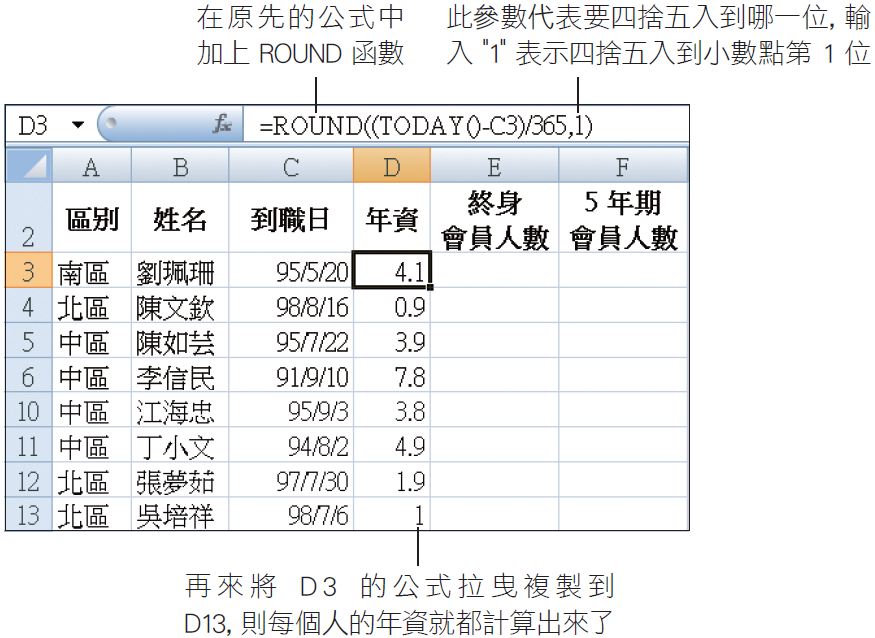 在原先的公式中
加上 ROUND 函數
此參數代表要四捨五入到哪一位, 輸
入 "1" 表示四捨五入到小數點第 1 位
D3 fx =ROUND((TODAY()-C3)/365,1)
A B C D E F
2 區別 姓名 到職日 年資 終身 5 年期
會員人數 會員人數
3 南區 劉珮珊 95/5/20 4.1
4 北區 陳文欽 98/8/16 0.9
5 中區 陳如芸 95/7/22 3.9
6 中區 李信民 91/9/10 7.8
10 中區 江海忠 95/9/3 3.8
11 中區 丁小文 94/8/2 4.9
12 北區 張夢茹 97/7/30 1.9
13 北區 吳培祥 98/7/6 1
再來將 D3 的公式拉曳複製到
D13, 則每個人的年資就都計算出來了